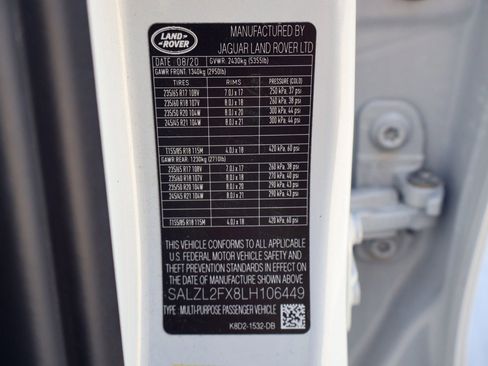 LAND ROVER
MANUFACTURED BY
JAGUAR LAND ROVER LTD
DATE : 08/20 GVWR: 2430kg (5355lb)
GAWR FRONT: 1340kg (2950lb)
TIRES RIMS PRESSURE (COLD)
235/65 R17 108V 7.0J x 17 250 kPa, 37 psi
235/60 R18 107V 8.0J x 18 260 kPa, 38 psi
235/50 R20 104W 8.0J x 20 300 kPa, 44 psi
245/45 R21 104W 8.0J x 21 300 kPa, 44 psi
T155/85 R18 115M 4.0J x 18 420 kPa, 60 psi
GAWR REAR: 1230kg (2710lb)
235/65 R17 108V 7.0J x 17 260 kPa, 38 psi
235/60 R18 107V 8.0J x 18 270 kPa, 40 psi
235/50 R20 104W 8.0J x 20 290 kPa, 43 psi
245/45 R21 104W 8.0J x 21 290 kPa, 43 psi
T155/85 R18 115M 4.0J x 18 420 kPa, 60 psi
THIS VEHICLE CONFORMS TO ALL APPLICABLE
U.S. FEDERAL MOTOR VEHICLE SAFETY AND
THEFT PREVENTION STANDARDS IN EFFECT ON
THE DATE OF MANUFACTURE SHOWN ABOVE.
SALZL2FX8LH106449
TYPE: MULTI-PURPOSE PASSENGER VEHICLE
K8D2-1532-DB